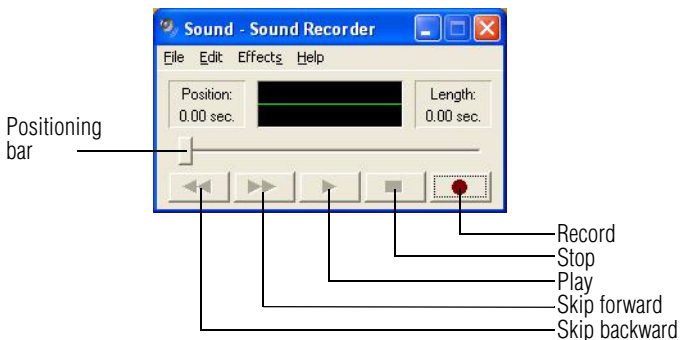 Sound - Sound Recorder
File Edit Effects Help
Position:
0.00 sec.
Length:
0.00 sec.
Positioning
bar
Record
Stop
Play
Skip forward
Skip backward